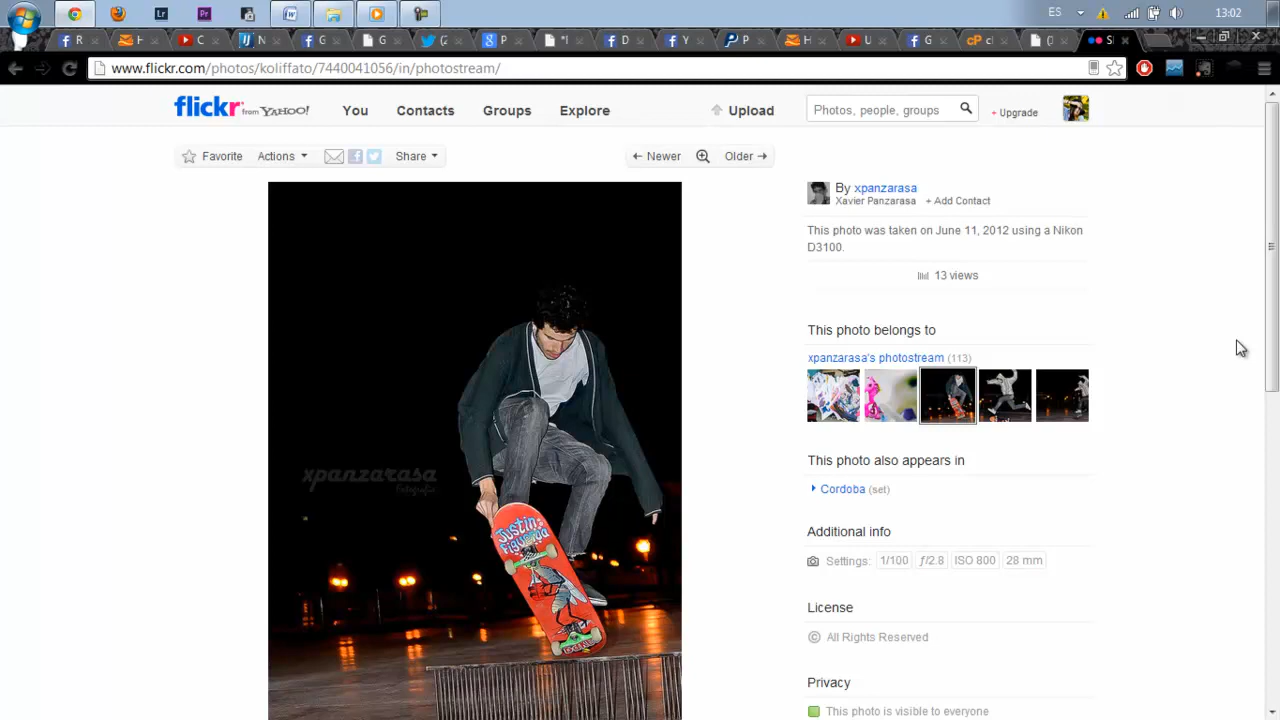 ES 13:02
www.flickr.com/photos/koliffato/7440041056/in/photostream/
flickr from YAHOO! You Contacts Groups Explore Upload Photos, people, groups + Upgrade
Favorite Actions Share ← Newer Older →
By xpanzarasa
Xavier Panzarasa + Add Contact
This photo was taken on June 11, 2012 using a Nikon
D3100.
13 views
This photo belongs to
xpanzarasa's photostream (113)
This photo also appears in
Cordoba (set)
Additional info
Settings: 1/100 ƒ/2.8 ISO 800 28 mm
License
All Rights Reserved
Privacy
This photo is visible to everyone
xpanzarasa
Fotografia
Justin
Figueroa